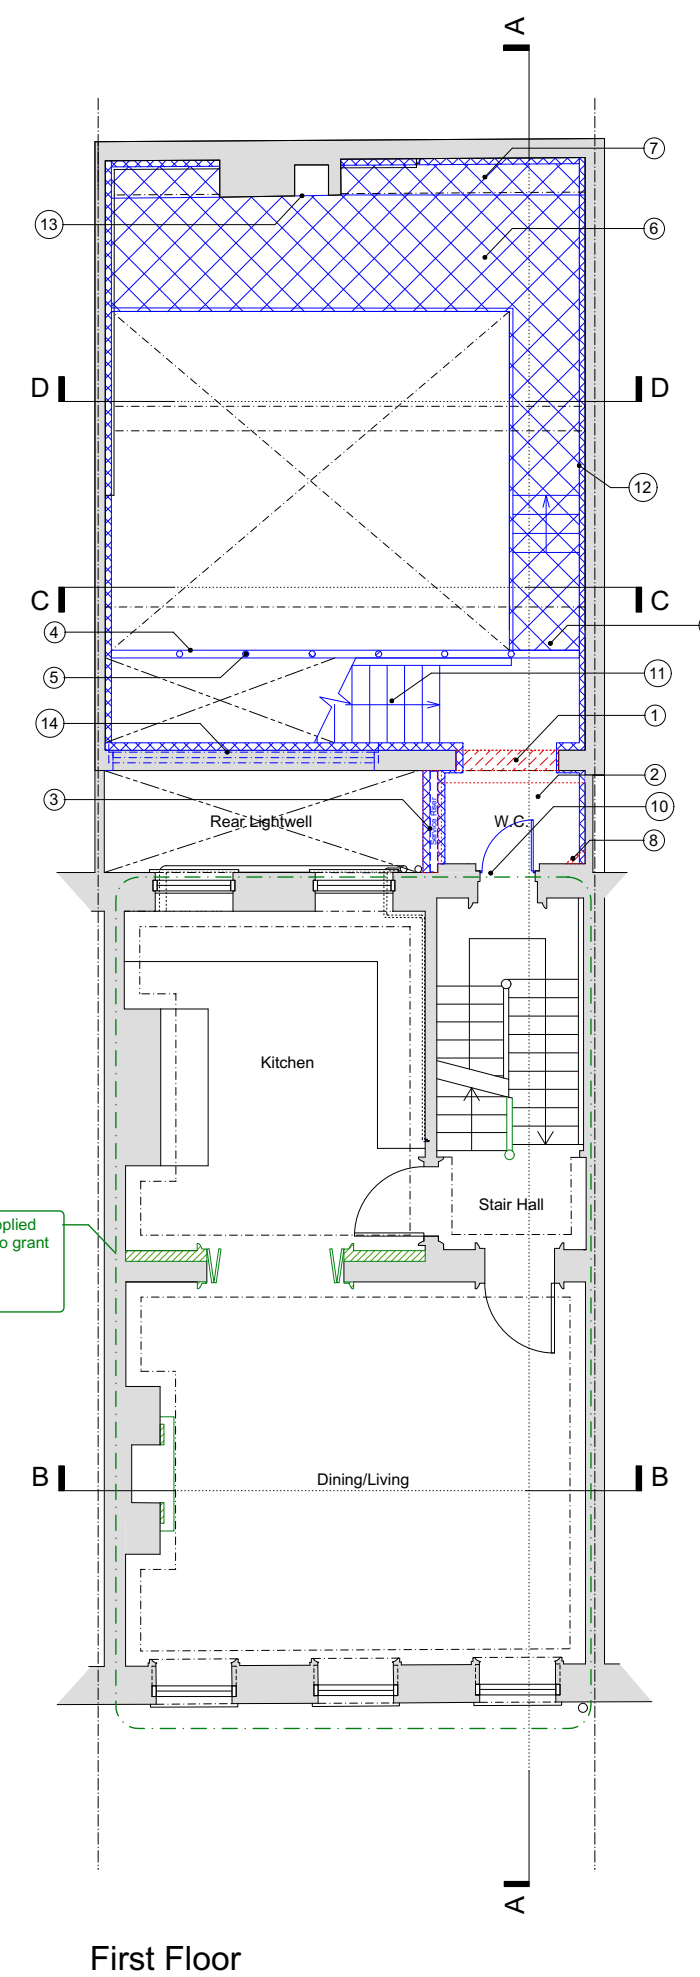 A
7
13
6
D
D
12
C
C
4
5
11
14
1
2
3
Rear Lightwell
W.C.
10
8
Kitchen
Stair Hall
plied
o grant
B
B
Dining/Living
A
First Floor